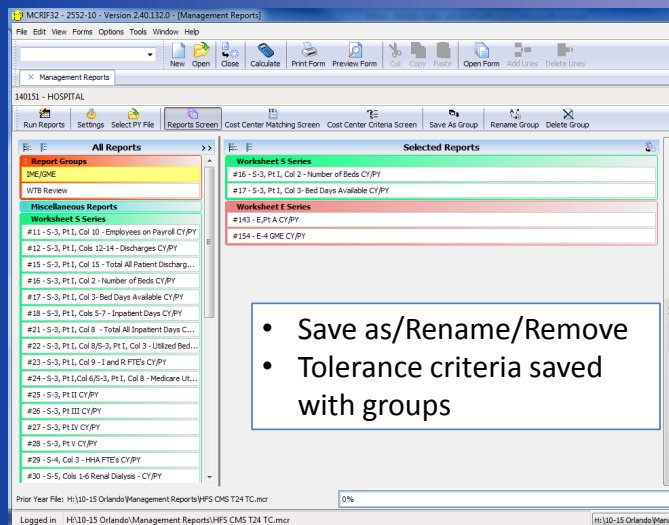 MCRIF32 - 2552-10 - Version 2.40.132.0 - [Management Reports]
File Edit View Forms Options Tools Window Help
New Open Close Calculate Print Form Preview Form Cut Copy Paste Open Form Add Lines Delete Lines
× Management Reports
140151 - HOSPITAL
Run Reports Settings Select PY File Reports Screen Cost Center Matching Screen Cost Center Criteria Screen Save As Group Rename Group Delete Group
All Reports >>
Report Groups
IME/GME
WTB Review
Miscellaneous Reports
Worksheet S Series
#11 - S-3, Pt I, Col 10 - Employees on Payroll CY/PY
#12 - S-3, Pt I, Cols 12-14 - Discharges CY/PY
#15 - S-3, Pt I, Col 15 - Total All Patient Discharg...
#16 - S-3, Pt I, Col 2 - Number of Beds CY/PY
#17 - S-3, Pt I, Col 3- Bed Days Available CY/PY
#18 - S-3, Pt I, Cols 5-7 - Inpatient Days CY/PY
#21 - S-3, Pt I, Col 8 - Total All Inpatient Days C...
#22 - S-3, Pt I, Col 8/S-3, Pt I, Col 3 - Utilized Bed...
#23 - S-3, Pt I, Col 9 - I and R FTE's CY/PY
#24 - S-3, Pt I,Col 6/S-3, Pt I, Col 8 - Medicare Ut...
#25 - S-3, Pt II CY/PY
#26 - S-3, Pt III CY/PY
#27 - S-3, Pt IV CY/PY
#28 - S-3, Pt V CY/PY
#29 - S-4, Col 3 - HHA FTE's CY/PY
#30 - S-5, Cols 1-6 Renal Dialysis - CY/PY
Selected Reports
Worksheet S Series
#16 - S-3, Pt I, Col 2 - Number of Beds CY/PY
#17 - S-3, Pt I, Col 3- Bed Days Available CY/PY
Worksheet E Series
#143 - E,Pt A CY/PY
#154 - E-4 GME CY/PY
• Save as/Rename/Remove
• Tolerance criteria saved
with groups
Prior Year File: H:\10-15 Orlando\Management Reports\HFS CMS T24 TC.mcr 0%
Logged in H:\10-15 Orlando\Management Reports\HFS CMS T24 TC.mcr H:\10-15 Orlando\Mana